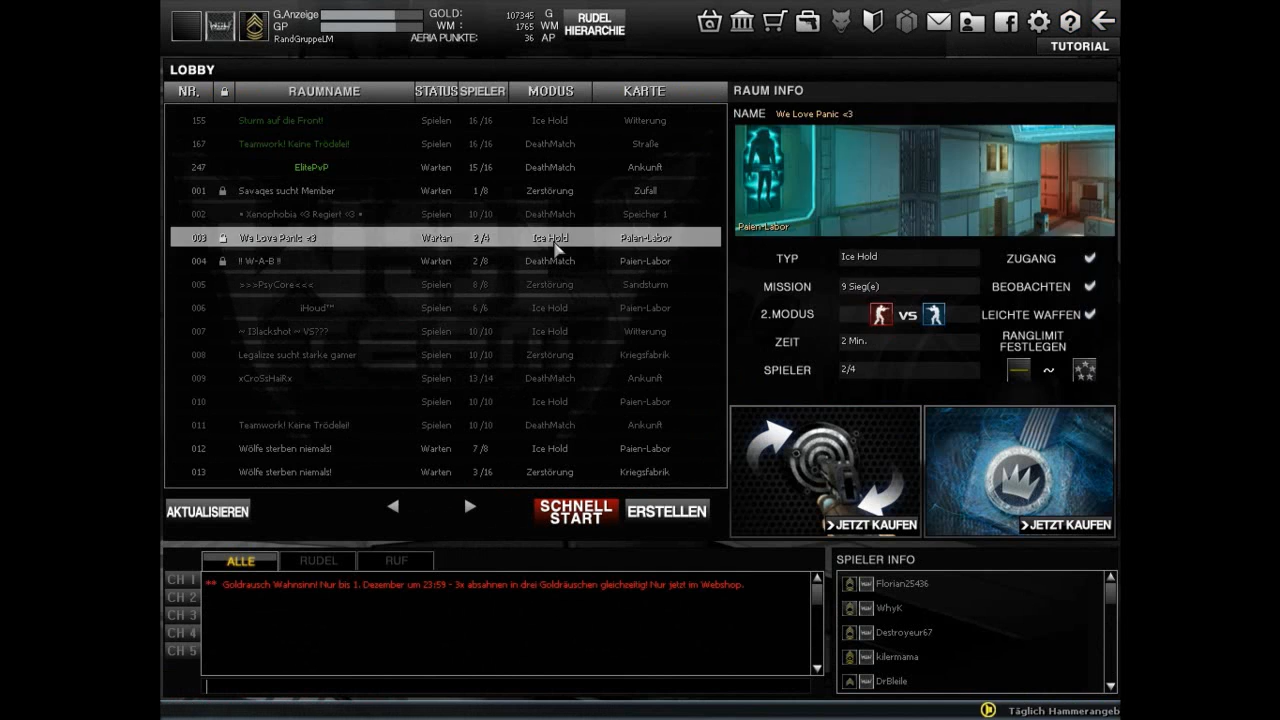 G.Anzeige
GP
RandGruppeLM
GOLD: 107345 G
WM : 1765 WM
AERIA PUNKTE: 36 AP
RUDEL
HIERARCHIE
TUTORIAL
LOBBY
NR. RAUMNAME STATUS SPIELER MODUS KARTE
155 Sturm auf die Front! Spielen 16 /16 Ice Hold Witterung
167 Teamwork! Keine Trödelei! Spielen 16 /16 DeathMatch Straße
247 ElitePvP Warten 15 /16 DeathMatch Ankunft
001 Savaqes sucht Member Warten 1 /8 Zerstörung Zufall
002 • Xenophobia <3 Regiert <3 • Spielen 10 /10 DeathMatch Speicher 1
003 We Love Panic <3 Warten 2 /4 Ice Hold Paien-Labor
004 !! W-A-B !! Warten 2 /8 DeathMatch Paien-Labor
005 >>>PsyCore<<< Spielen 8 /8 Zerstörung Sandsturm
006 iHoud™ Spielen 6 /6 Ice Hold Paien-Labor
007 ~ I3lackshot ~ VS??? Spielen 10 /10 Ice Hold Witterung
008 Legalizze sucht starke gamer Spielen 10 /10 Zerstörung Kriegsfabrik
009 xCroSsHaiRx Spielen 13 /14 DeathMatch Ankunft
010 Spielen 10 /10 Ice Hold Paien-Labor
011 Teamwork! Keine Trödelei! Spielen 10 /10 DeathMatch Ankunft
012 Wölfe sterben niemals! Warten 7 /8 Ice Hold Paien-Labor
013 Wölfe sterben niemals! Warten 3 /16 Zerstörung Kriegsfabrik
AKTUALISIEREN
SCHNELL
START
ERSTELLEN
RAUM INFO
NAME We Love Panic <3
Paien-Labor
TYP Ice Hold ZUGANG
MISSION 9 Sieg(e) BEOBACHTEN
2.MODUS VS LEICHTE WAFFEN
ZEIT 2 Min. RANGLIMIT
FESTLEGEN
SPIELER 2/4 ~
>JETZT KAUFEN
>JETZT KAUFEN
ALLE RUDEL RUF
CH 1
CH 2
CH 3
CH 4
CH 5
** Goldrausch Wahnsinn! Nur bis 1. Dezember um 23:59 - 3x absahnen in drei Goldräuschen gleichzeitig! Nur jetzt im Webshop.
SPIELER INFO
Florian25436
WhyK
Destroyeur67
kilermama
DrBleile
Täglich Hammerangeb